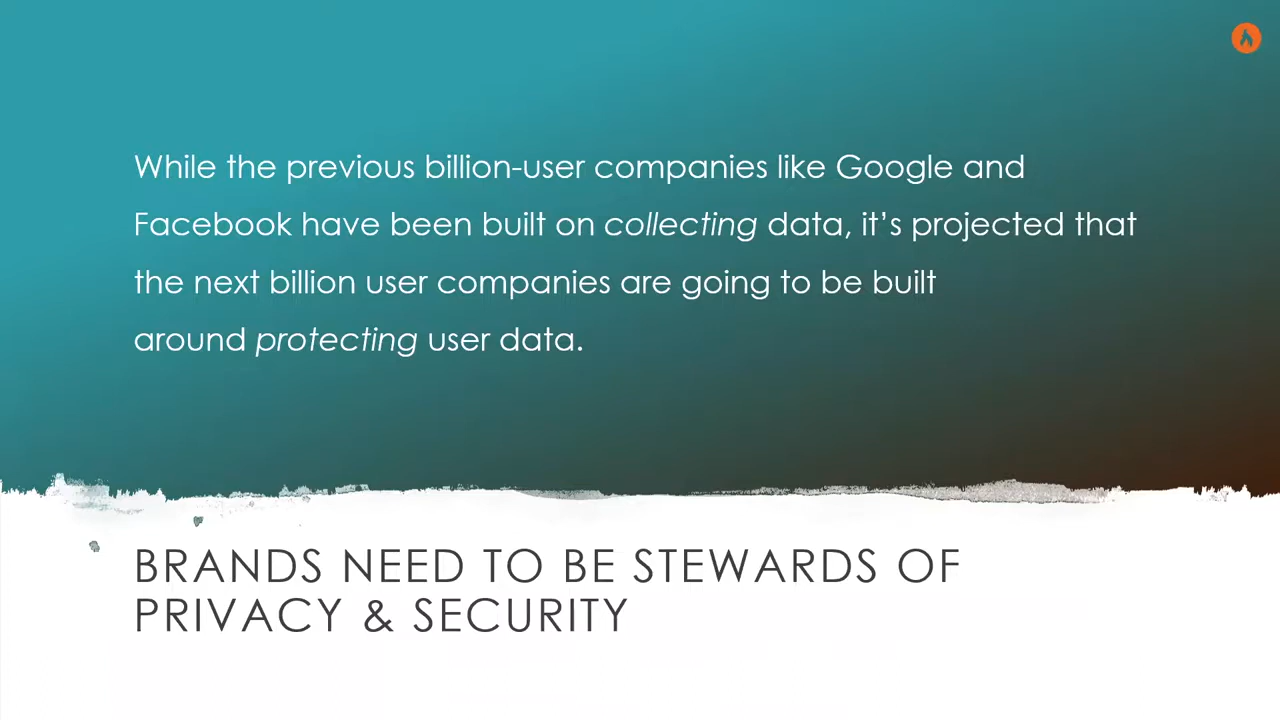 While the previous billion-user companies like Google and
Facebook have been built on collecting data, it’s projected that
the next billion user companies are going to be built
around protecting user data.
BRANDS NEED TO BE STEWARDS OF
PRIVACY & SECURITY